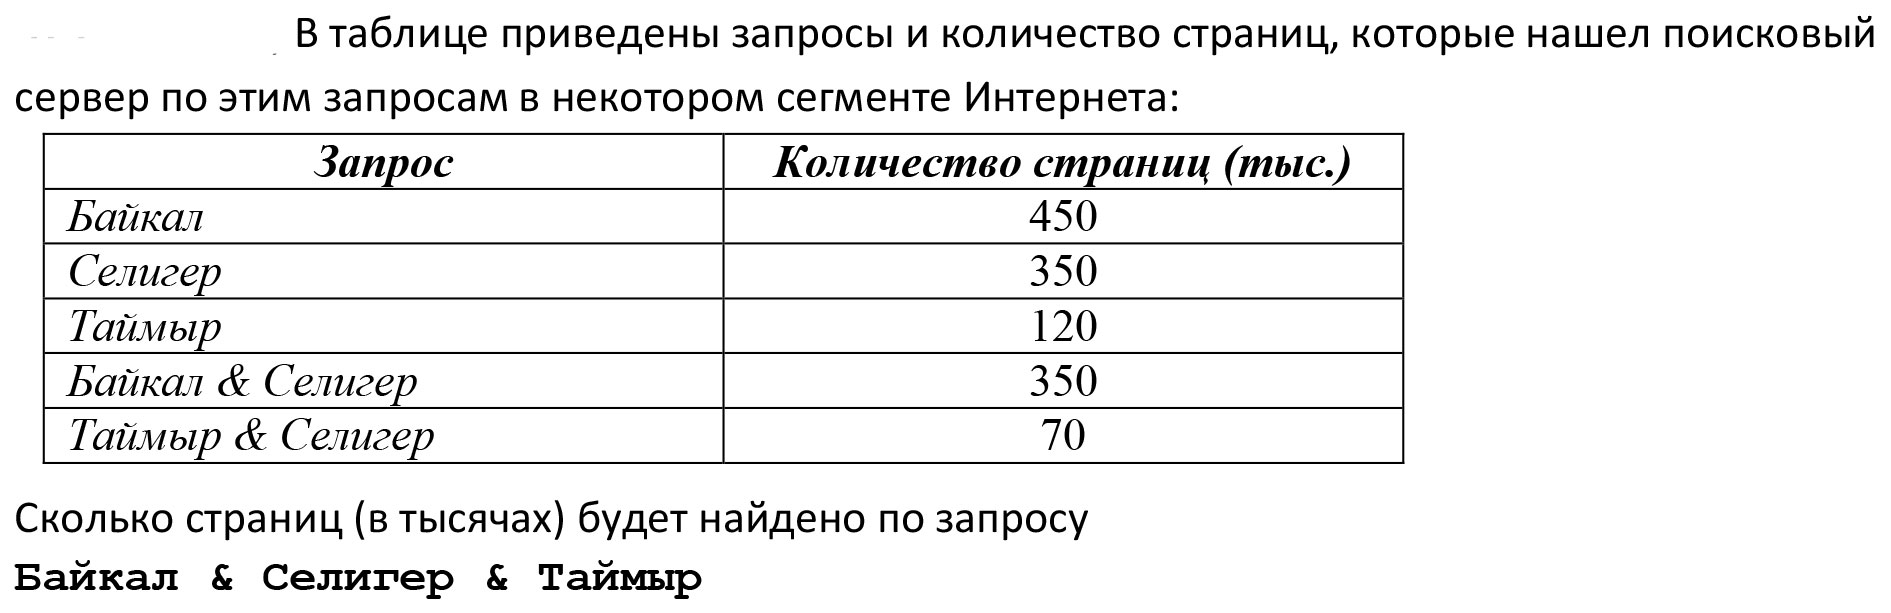 В таблице приведены запросы и количество страниц, которые нашел поисковый
сервер по этим запросам в некотором сегменте Интернета:
Запрос Количество страниц (тыс.)
Байкал 450
Селигер 350
Таймыр 120
Байкал & Селигер 350
Таймыр & Селигер 70
Сколько страниц (в тысячах) будет найдено по запросу
Байкал & Селигер & Таймыр